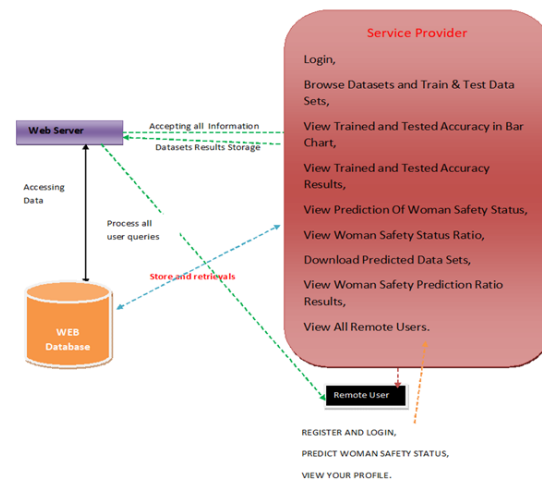 Service Provider
Login,
Browse Datasets and Train & Test Data
Sets,
View Trained and Tested Accuracy in Bar
Chart,
View Trained and Tested Accuracy
Results,
View Prediction Of Woman Safety Status,
View Woman Safety Status Ratio,
Download Predicted Data Sets,
View Woman Safety Prediction Ratio
Results,
View All Remote Users.
Web Server
Accepting all Information
Datasets Results Storage
Accessing
Data
Process all
user queries
Store and retrievals
WEB
Database
Remote User
REGISTER AND LOGIN,
PREDICT WOMAN SAFETY STATUS,
VIEW YOUR PROFILE.